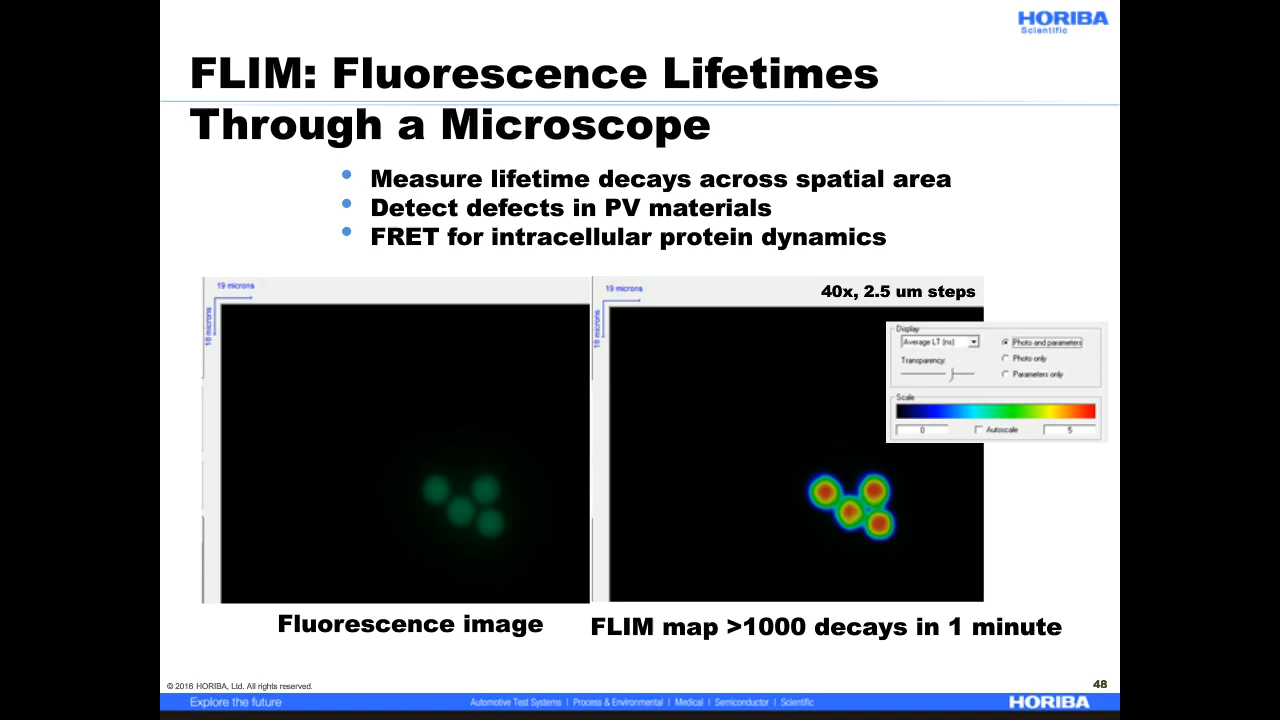 HORIBA
Scientific
FLIM: Fluorescence Lifetimes
Through a Microscope
• Measure lifetime decays across spatial area
• Detect defects in PV materials
• FRET for intracellular protein dynamics
19 microns
18 microns
19 microns
18 microns
40x, 2.5 um steps
Display
Average LT (ns)
Photo and parameters
Transparency:
Photo only
Parameters only
Scale
0
Autoscale
5
Fluorescence image
FLIM map >1000 decays in 1 minute
© 2016 HORIBA, Ltd. All rights reserved.
48
Explore the future
Automotive Test Systems | Process & Environmental | Medical | Semiconductor | Scientific
HORIBA